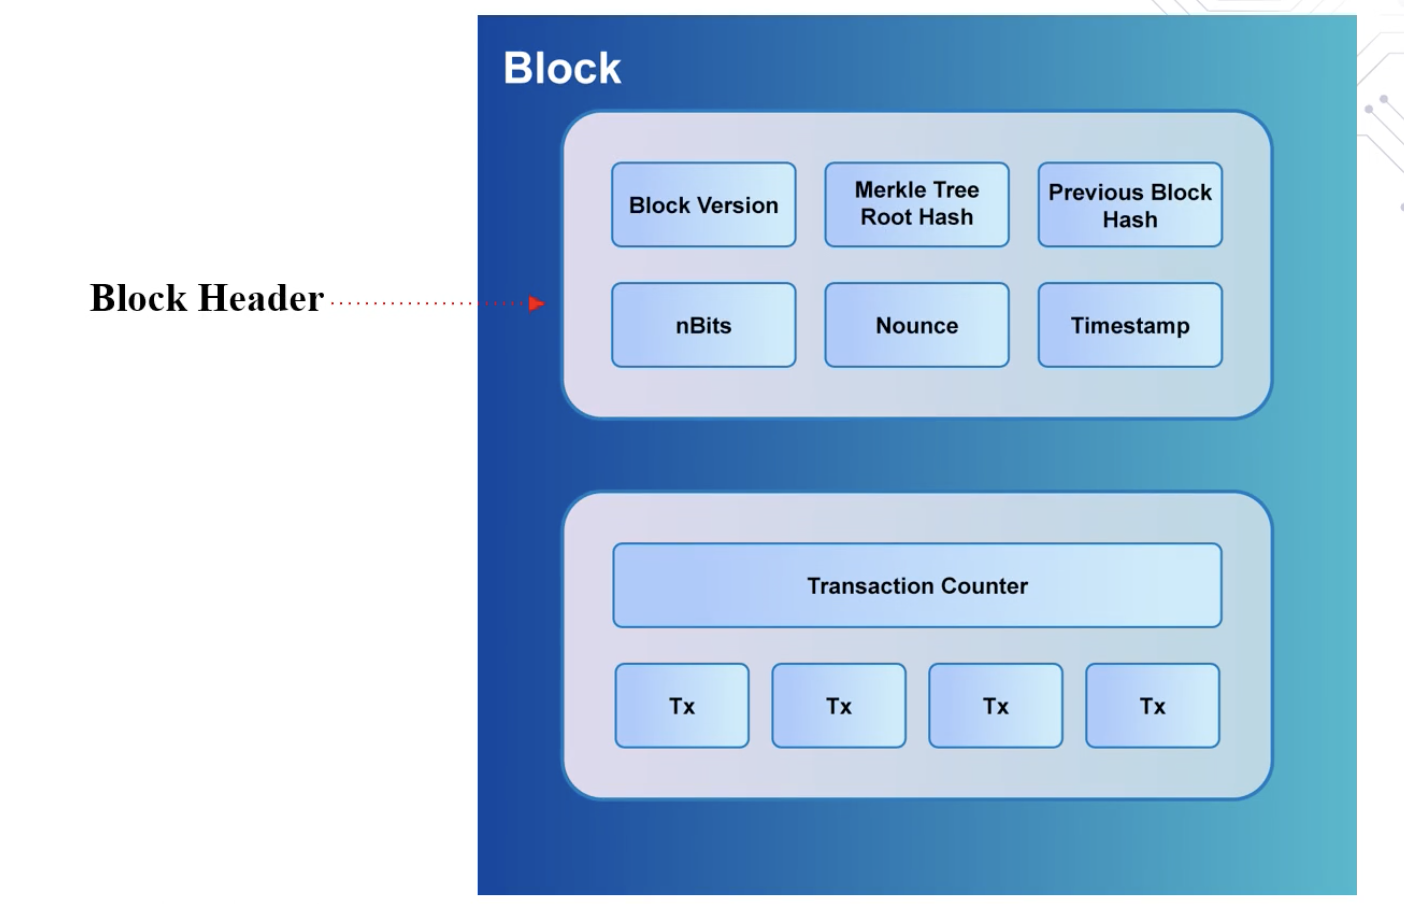 Block
Block Version
Merkle Tree
Root Hash
Previous Block
Hash
Block Header
nBits
Nounce
Timestamp
Transaction Counter
Tx
Tx
Tx
Tx